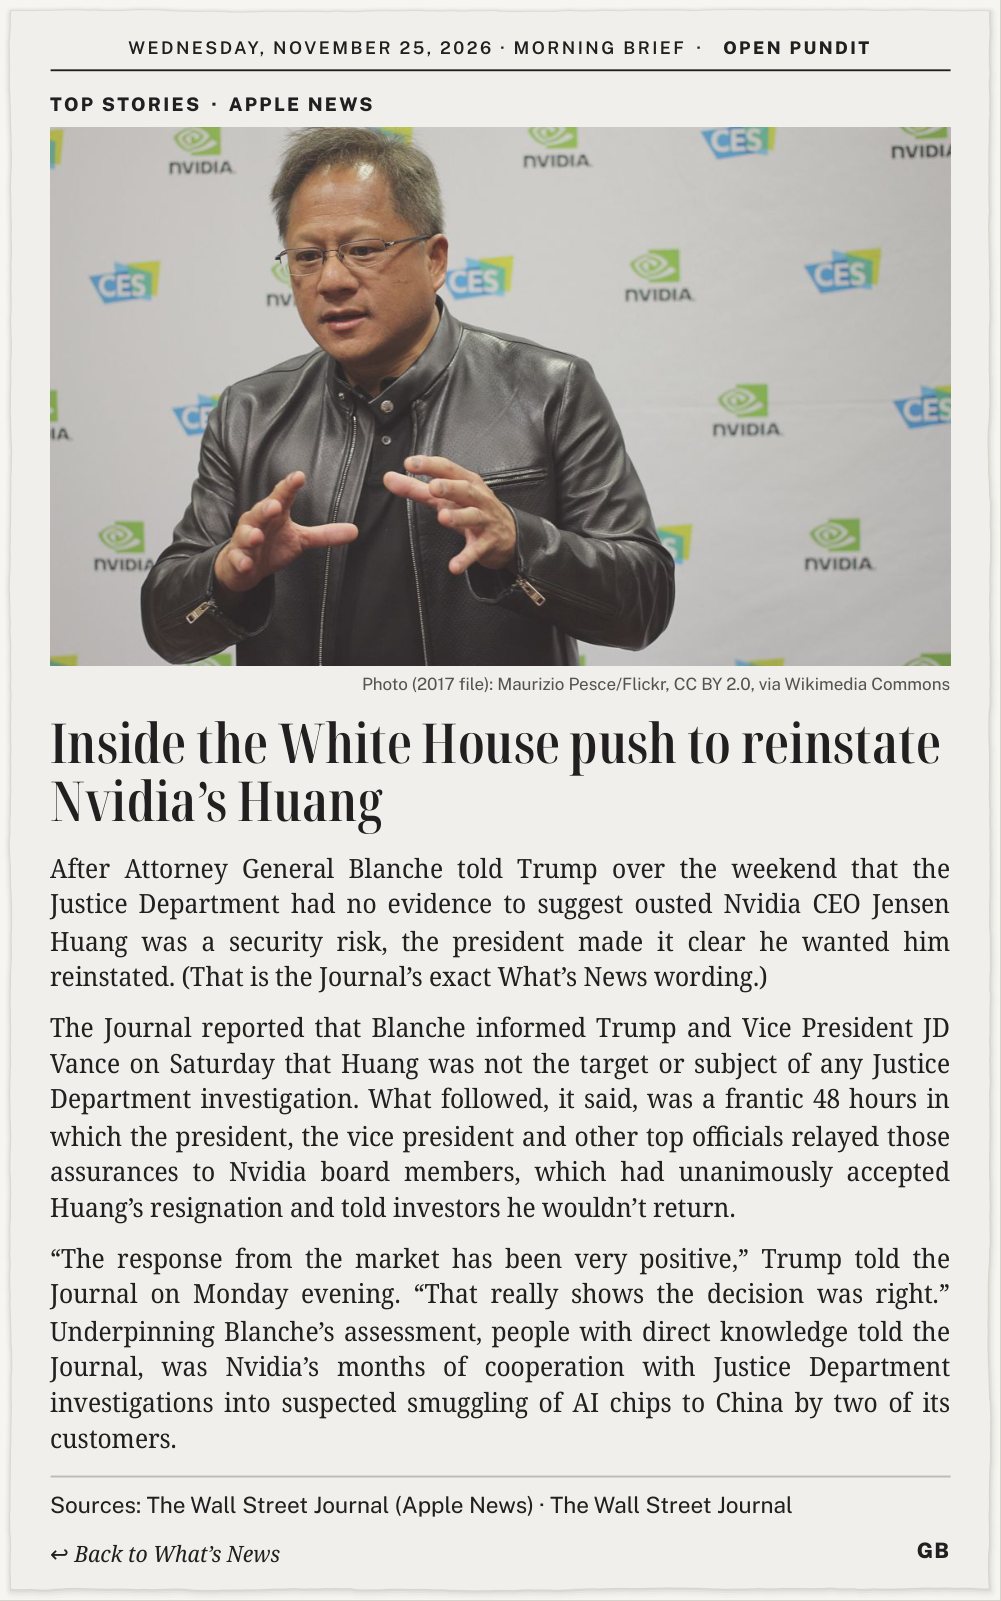 WEDNESDAY, NOVEMBER 25, 2026 · MORNING BRIEF · OPEN PUNDIT
TOP STORIES · APPLE NEWS
NVIDIA.
NVIDIA.
CES
NVIDIA
CES
NV
CES
NVIDIA.
CES
IA.
CE
NVIDIA.
CES
NVIDIA
S
NVIDIA.
Photo (2017 file): Maurizio Pesce/Flickr, CC BY 2.0, via Wikimedia Commons
Inside the White House push to reinstate
Nvidia’s Huang
After Attorney General Blanche told Trump over the weekend that the
Justice Department had no evidence to suggest ousted Nvidia CEO Jensen
Huang was a security risk, the president made it clear he wanted him
reinstated. (That is the Journal’s exact What’s News wording.)
The Journal reported that Blanche informed Trump and Vice President JD
Vance on Saturday that Huang was not the target or subject of any Justice
Department investigation. What followed, it said, was a frantic 48 hours in
which the president, the vice president and other top officials relayed those
assurances to Nvidia board members, which had unanimously accepted
Huang’s resignation and told investors he wouldn’t return.
“The response from the market has been very positive,” Trump told the
Journal on Monday evening. “That really shows the decision was right.”
Underpinning Blanche’s assessment, people with direct knowledge told the
Journal, was Nvidia’s months of cooperation with Justice Department
investigations into suspected smuggling of AI chips to China by two of its
customers.
Sources: The Wall Street Journal (Apple News) · The Wall Street Journal
↩ Back to What’s News
GB